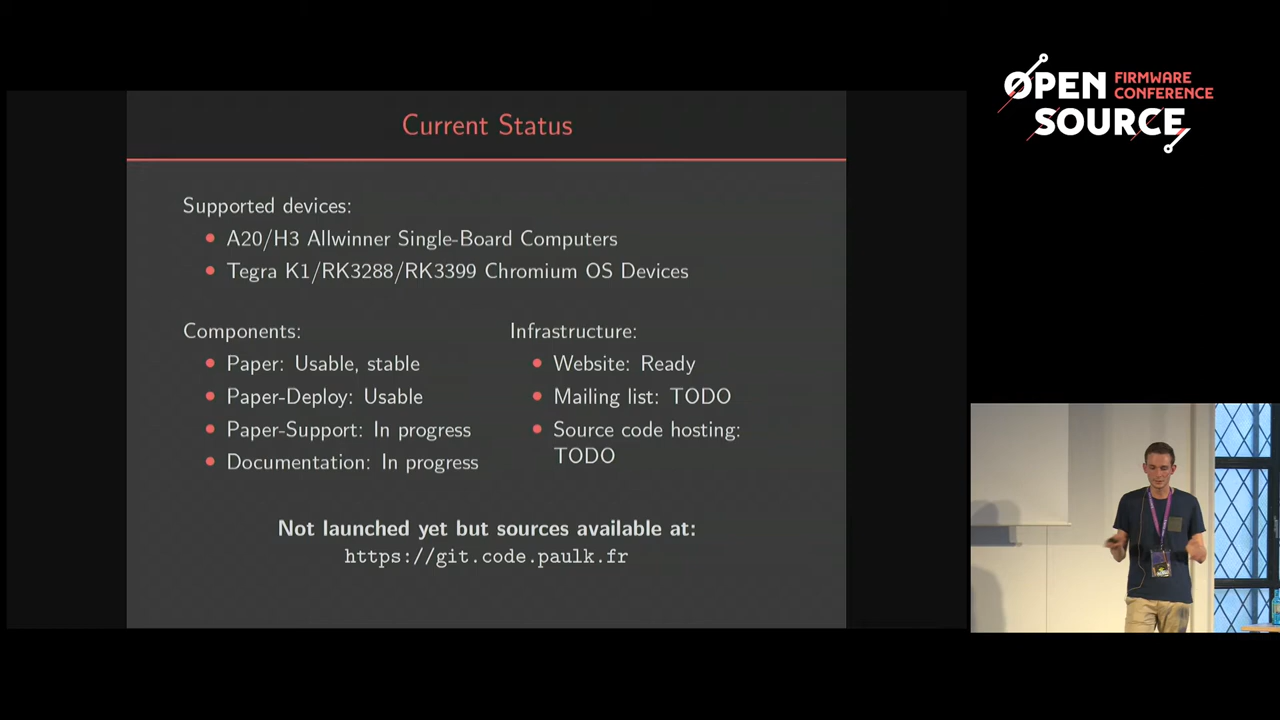 Current Status
Supported devices:
A20/H3 Allwinner Single-Board Computers
Tegra K1/RK3288/RK3399 Chromium OS Devices
Components:
Paper: Usable, stable
Paper-Deploy: Usable
Paper-Support: In progress
Documentation: In progress
Infrastructure:
Website: Ready
Mailing list: TODO
Source code hosting:
TODO
Not launched yet but sources available at:
https://git.code.paulk.fr
OPEN FIRMWARE
CONFERENCE
SOURCE